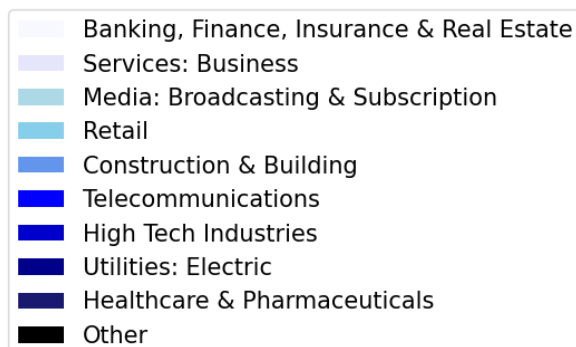 Banking, Finance, Insurance & Real Estate
Services: Business
Media: Broadcasting & Subscription
Retail
Construction & Building
Telecommunications
High Tech Industries
Utilities: Electric
Healthcare & Pharmaceuticals
Other